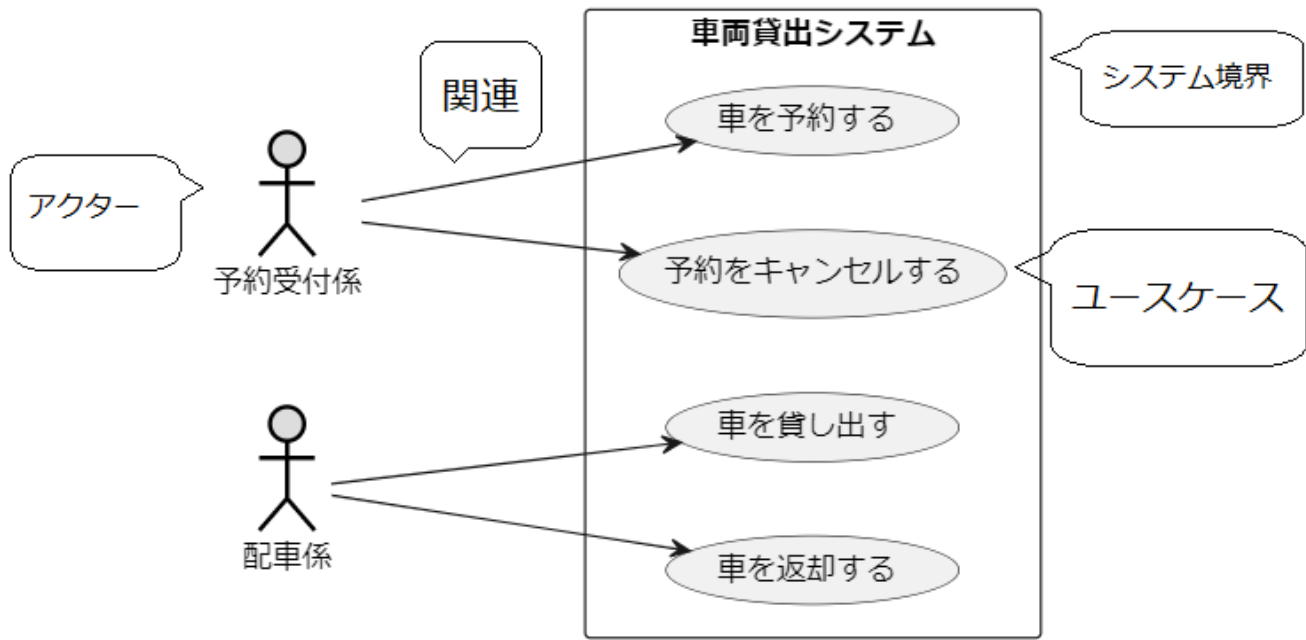 車両貸出システム
システム境界
関連
車を予約する
アクター
予約受付係
予約をキャンセルする
ユースケース
車を貸し出す
配車係
車を返却する